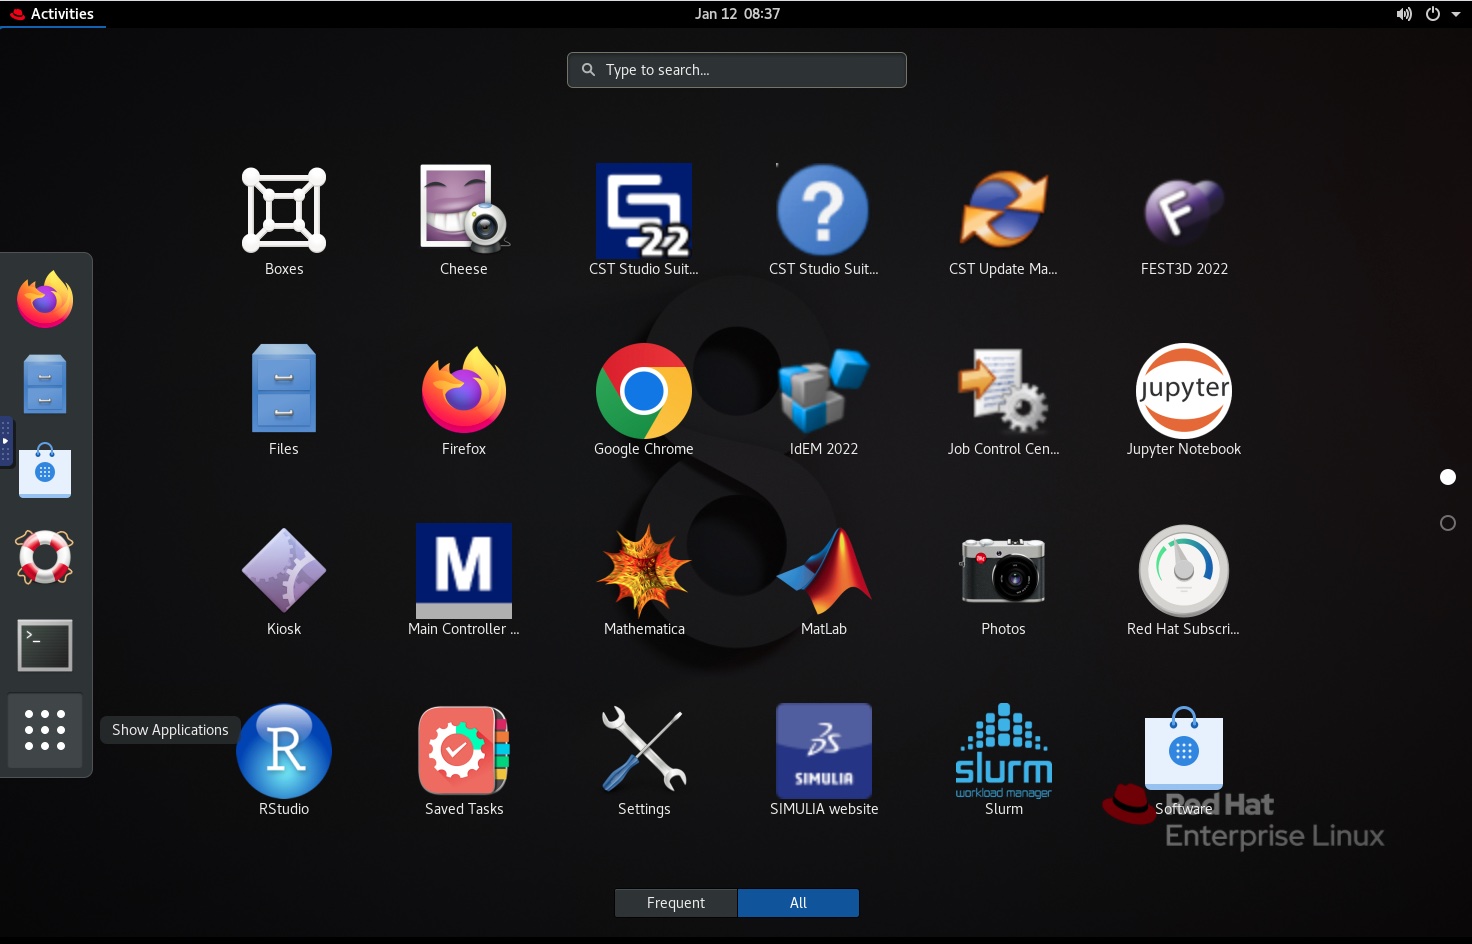 Activities
Jan 12 08:37
Type to search...
Boxes
Cheese
22
CST Studio Suit...
?
CST Studio Suit...
CST Update Ma...
F
FEST3D 2022
Files
Firefox
Google Chrome
IdEM 2022
Job Control Cen...
jupyter
Jupyter Notebook
Kiosk
M
Main Controller ...
Mathematica
MatLab
Photos
Red Hat Subscri...
>_
Show Applications
R
RStudio
Saved Tasks
Settings
SIMULIA
SIMULIA website
slurm
workload manager
Slurm
Software
Red Hat
Enterprise Linux
Frequent
All